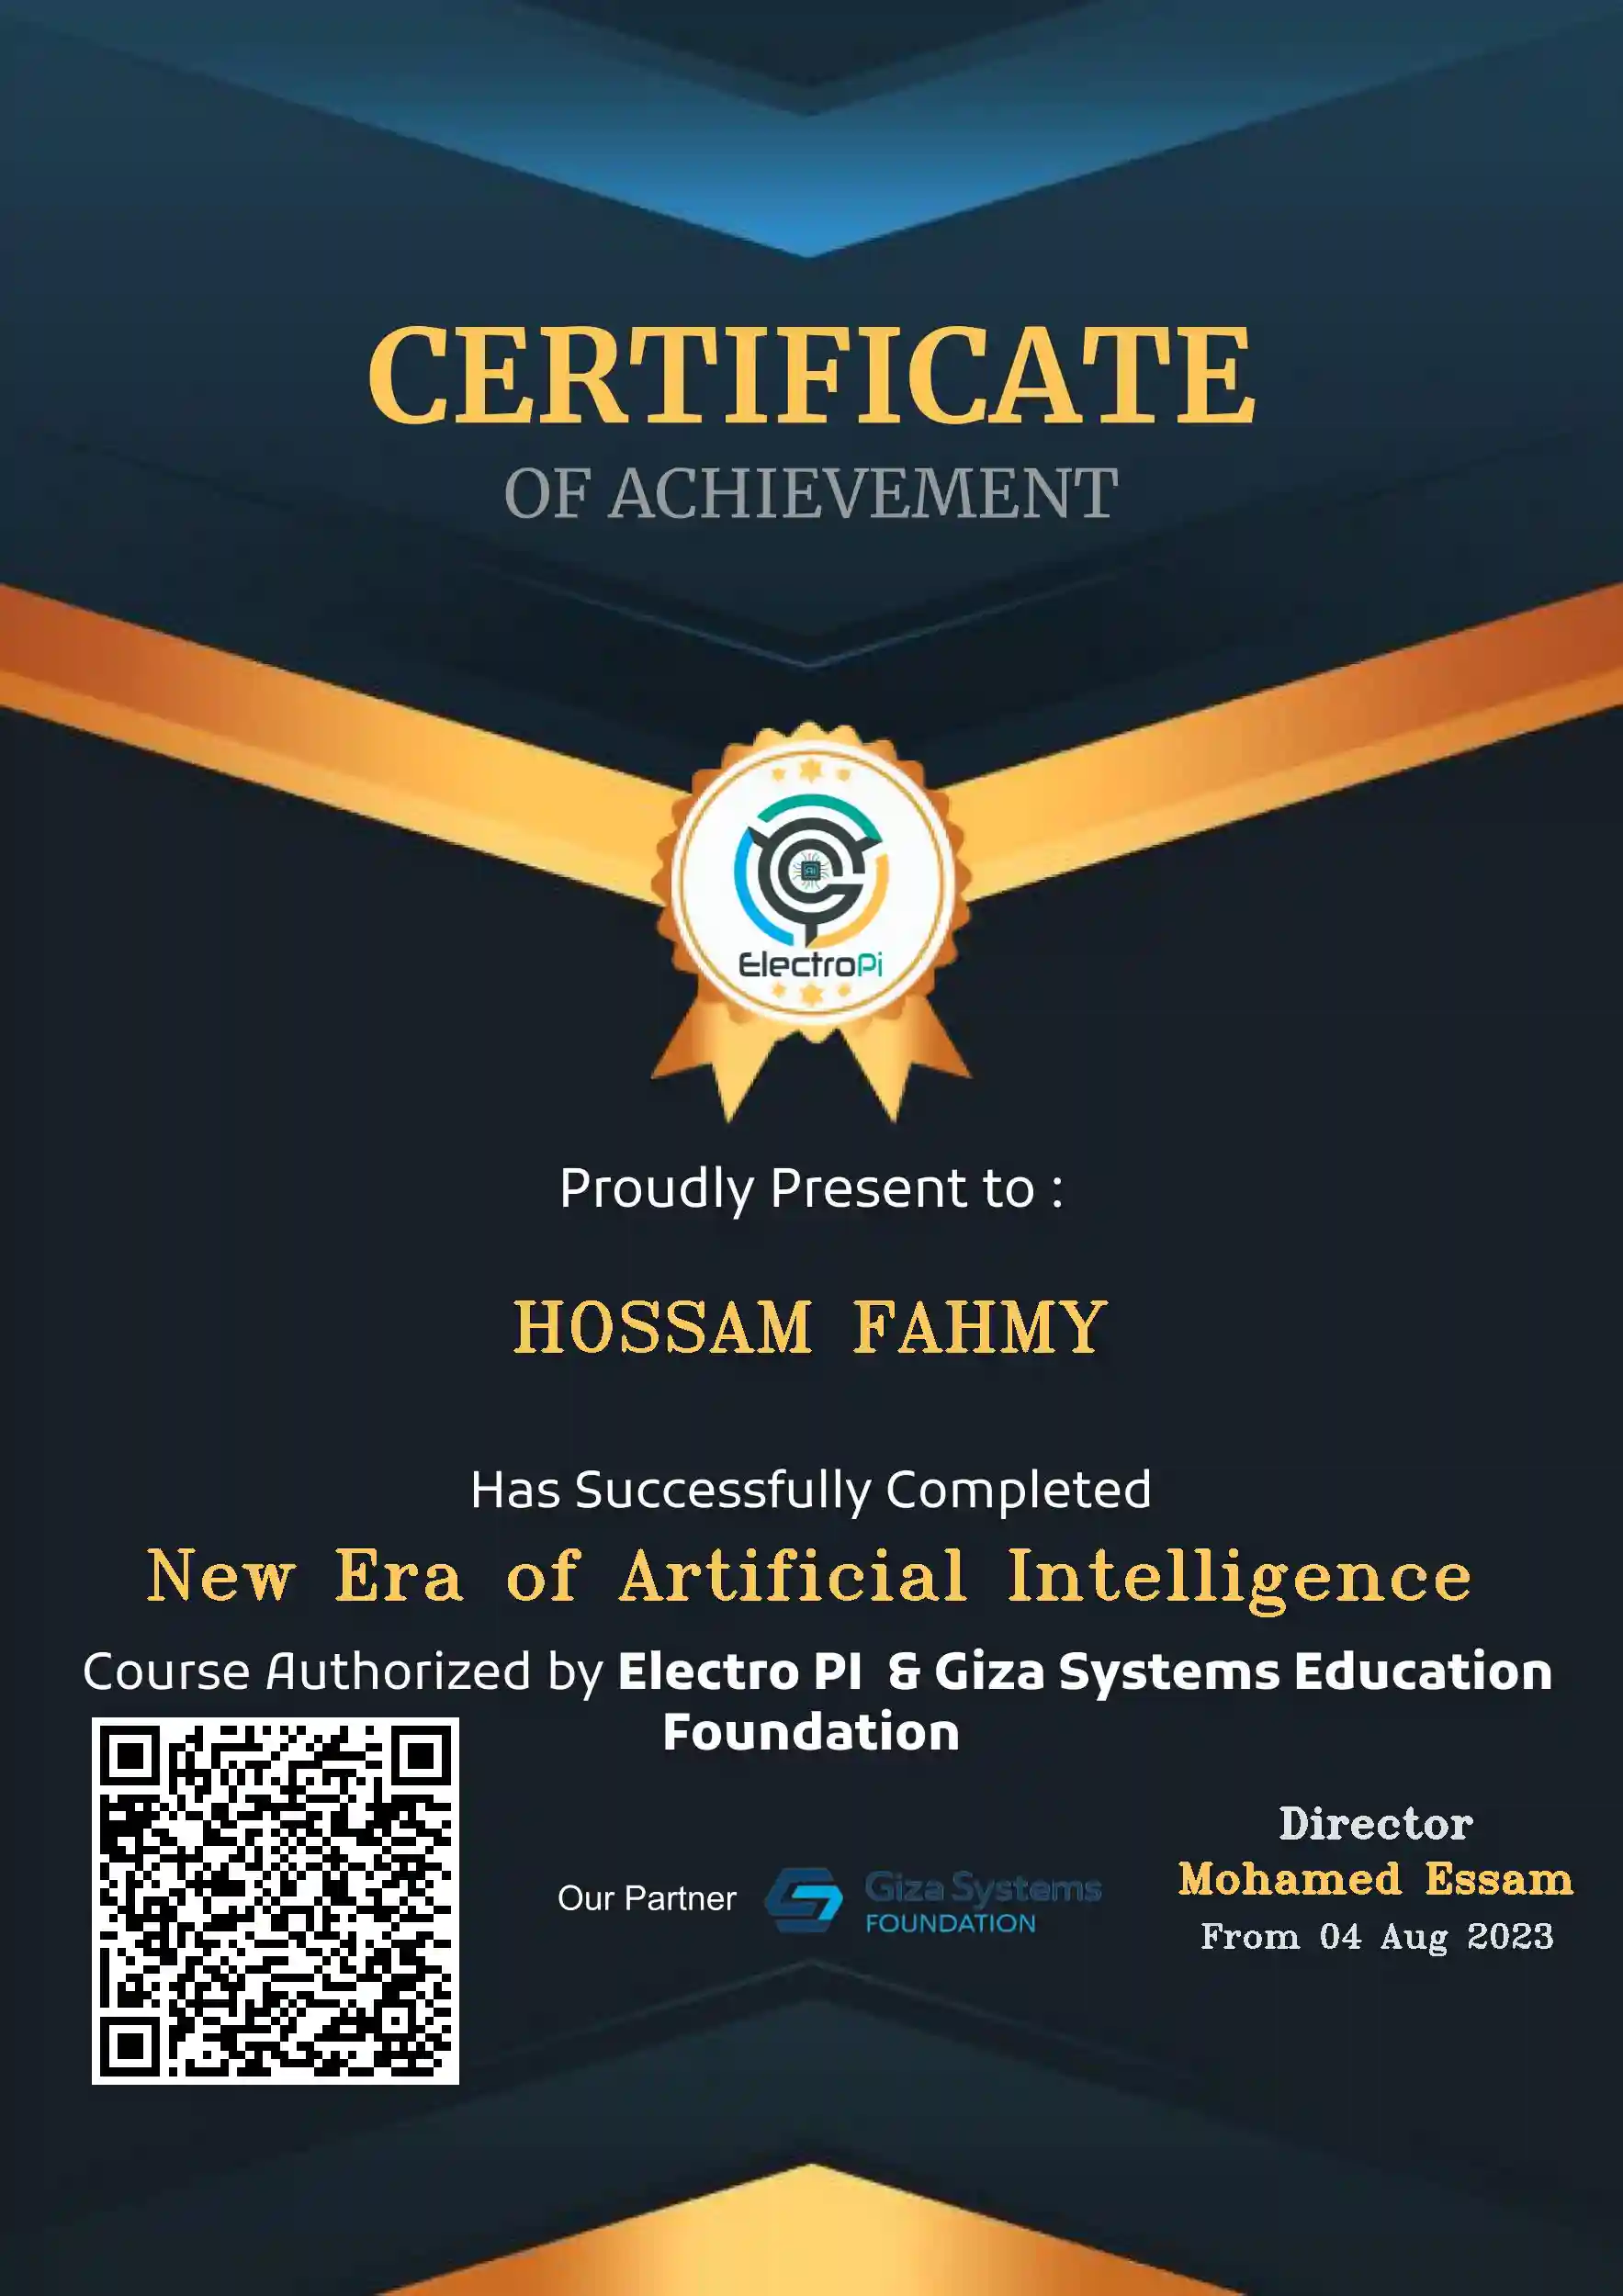 CERTIFICATE
OF ACHIEVEMENT
ElectroPi
Proudly Present to :
HOSSAM FAHMY
Has Successfully Completed
New Era of Artificial Intelligence
Course Authorized by Electro PI & Giza Systems Education
Foundation
Our Partner
Giza Systems
FOUNDATION
Director
Mohamed Essam
From 04 Aug 2023